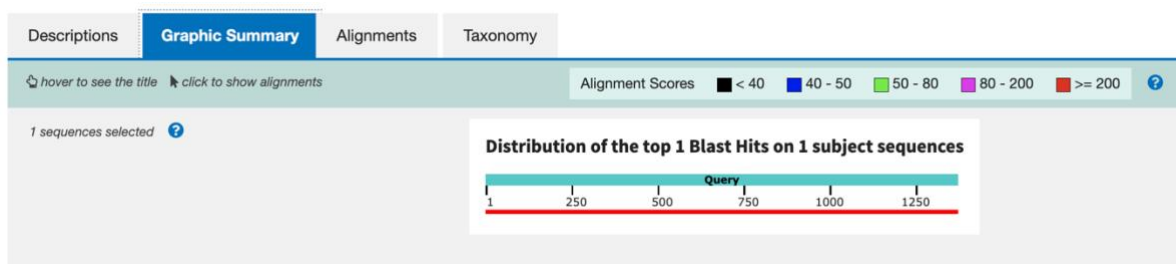 Descriptions Graphic Summary Alignments Taxonomy
hover to see the title click to show alignments Alignment Scores < 40 40 - 50 50 - 80 80 - 200 >= 200 ?
1 sequences selected ?
Distribution of the top 1 Blast Hits on 1 subject sequences
Query
1 250 500 750 1000 1250